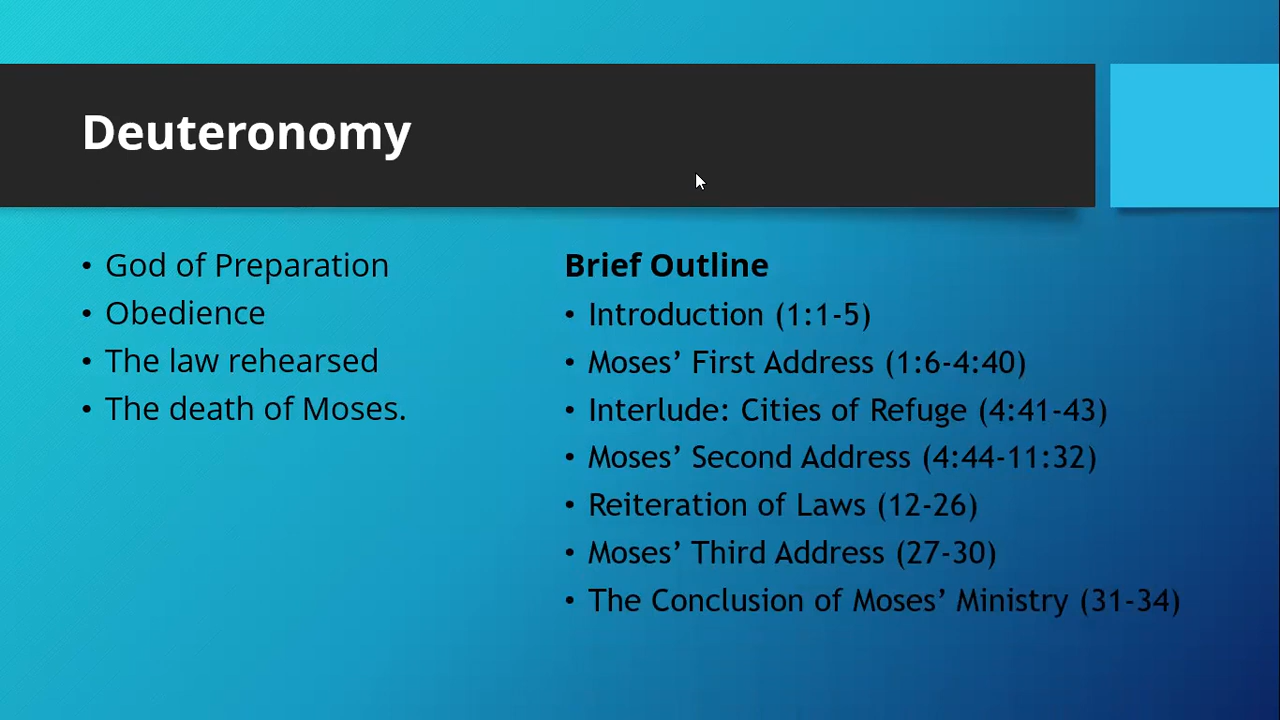 Deuteronomy
• God of Preparation
• Obedience
• The law rehearsed
• The death of Moses.
Brief Outline
• Introduction (1:1-5)
• Moses’ First Address (1:6-4:40)
• Interlude: Cities of Refuge (4:41-43)
• Moses’ Second Address (4:44-11:32)
• Reiteration of Laws (12-26)
• Moses’ Third Address (27-30)
• The Conclusion of Moses’ Ministry (31-34)